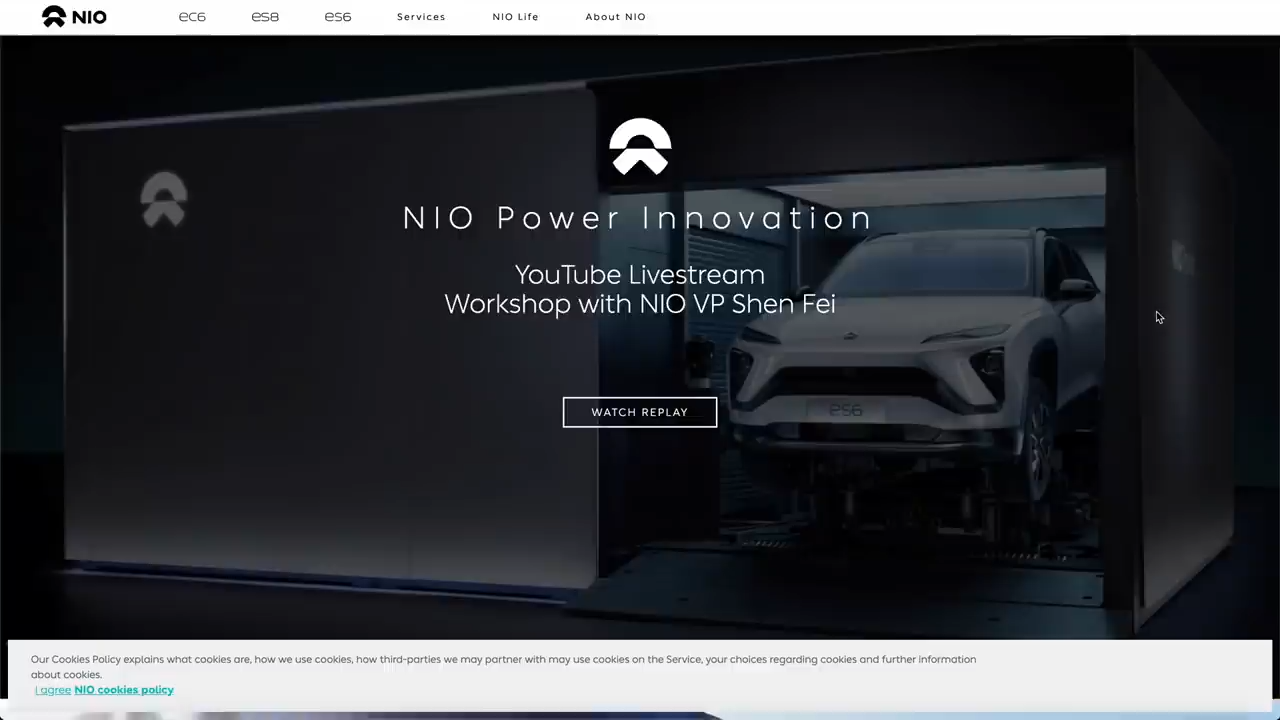 NIO
ec6
es8
es6
Services
NIO Life
About NIO
NIO Power Innovation
YouTube Livestream
Workshop with NIO VP Shen Fei
es6
WATCH REPLAY
Our Cookies Policy explains what cookies are, how we use cookies, how third-parties we may partner with may use cookies on the Service, your choices regarding cookies and further information
about cookies.
I agree NIO cookies policy